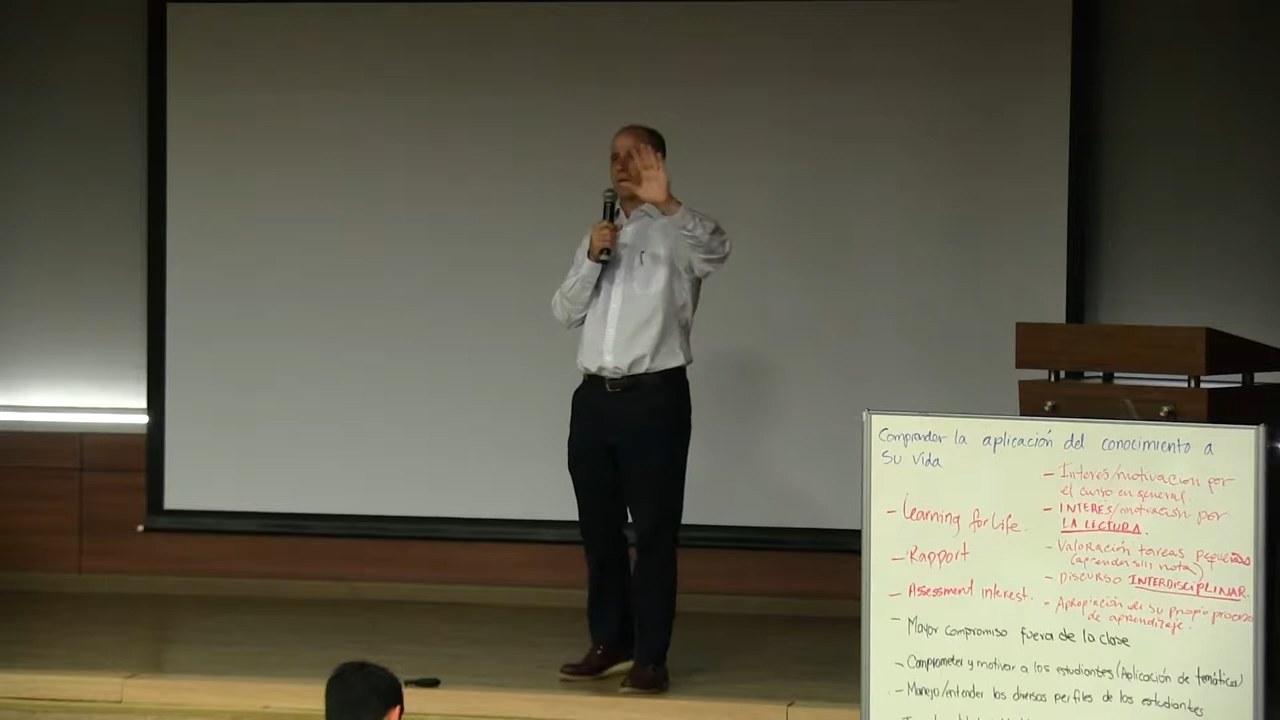 Comprender la aplicación del conocimiento a
su vida
- Learning for Life.
- Rapport
- Assessment interest.
- Interés/motivación por
el curso en general.
- INTERÉS/motivación por
LA LECTURA.
- Valoración tareas pequeñas
(aprender sin nota)
- DISCURSO INTERDISCIPLINAR.
- Apropiación de su propio proceso
de aprendizaje.
- Mayor compromiso fuera de la clase
- Comprometer y motivar a los estudiantes (Aplicación de temáticas)
- Manejo/entender los diversos perfiles de los estudiantes